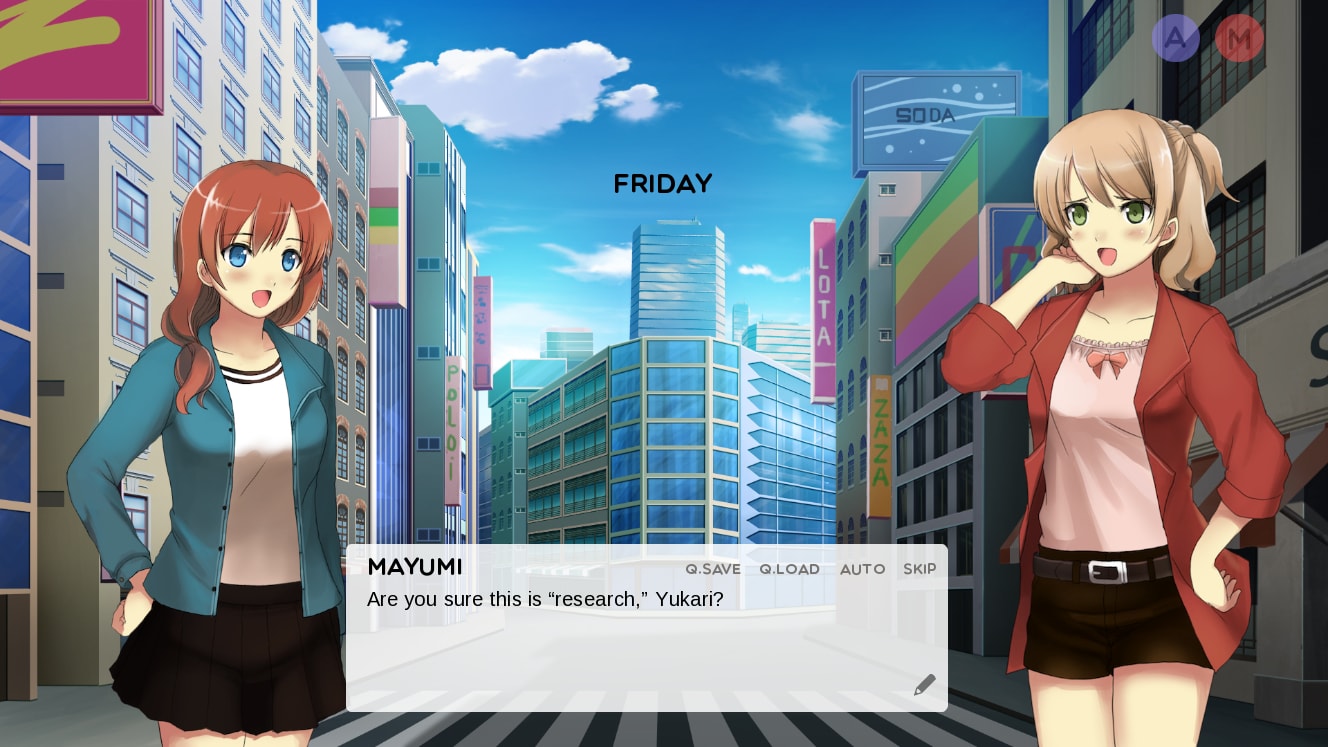 A M
SODA
FRIDAY
LOTA
POLOi
ZAZA
MAYUMI
Q.SAVE Q.LOAD AUTO SKIP
Are you sure this is “research,” Yukari?